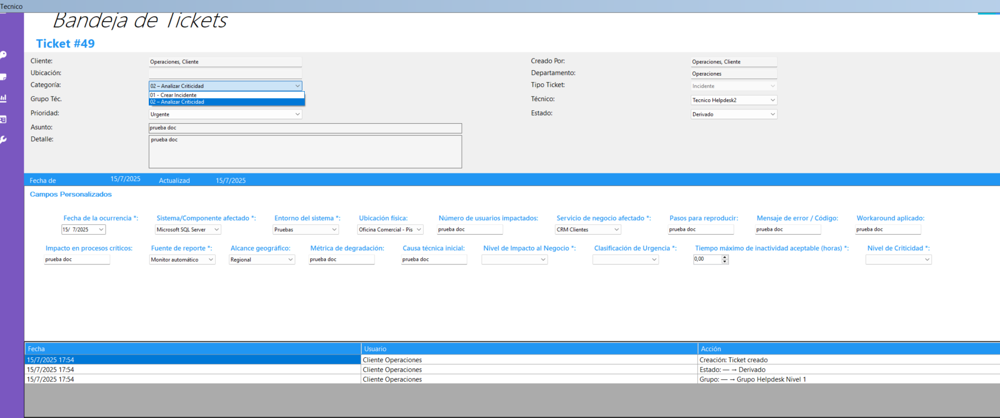 Tecnico
Bandeja de Tickets
Ticket #49
Cliente: Operaciones, Cliente Creado Por: Operaciones, Cliente
Ubicación: Departamento: Operaciones
Categoría: 02 – Analizar Criticidad Tipo Ticket: Incidente
01 - Crear Incidente
02 – Analizar Criticidad
Grupo Téc. Técnico: Tecnico Helpdesk2
Prioridad: Urgente Estado: Derivado
Asunto: prueba doc
Detalle: prueba doc
Fecha de 15/7/2025 Actualizad 15/7/2025
Campos Personalizados
Fecha de la ocurrencia *: Sistema/Componente afectado *: Entorno del sistema *: Ubicación física: Número de usuarios impactados: Servicio de negocio afectado *: Pasos para reproducir: Mensaje de error / Código: Workaround aplicado:
15/ 7/2025 Microsoft SQL Server Pruebas Oficina Comercial - Pis prueba doc CRM Clientes prueba doc prueba doc prueba doc
Impacto en procesos críticos: Fuente de reporte *: Alcance geográfico: Métrica de degradación: Causa técnica inicial: Nivel de Impacto al Negocio *: Clasificación de Urgencia *: Tiempo máximo de inactividad aceptable (horas) *: Nivel de Criticidad *:
prueba doc Monitor automático Regional prueba doc prueba doc 0,00
Fecha Usuario Acción
15/7/2025 17:54 Cliente Operaciones Creación: Ticket creado
15/7/2025 17:54 Cliente Operaciones Estado: — → Derivado
15/7/2025 17:54 Cliente Operaciones Grupo: — → Grupo Helpdesk Nivel 1